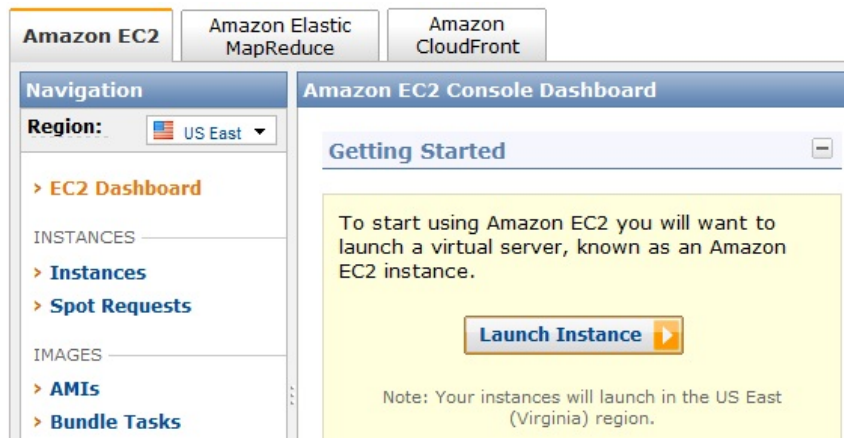 Amazon EC2
Amazon Elastic
MapReduce
Amazon
CloudFront
Navigation
Region:
US East
> EC2 Dashboard
INSTANCES
> Instances
> Spot Requests
IMAGES
> AMIs
> Bundle Tasks
Amazon EC2 Console Dashboard
Getting Started
To start using Amazon EC2 you will want to
launch a virtual server, known as an Amazon
EC2 instance.
Launch Instance
Note: Your instances will launch in the US East
(Virginia) region.